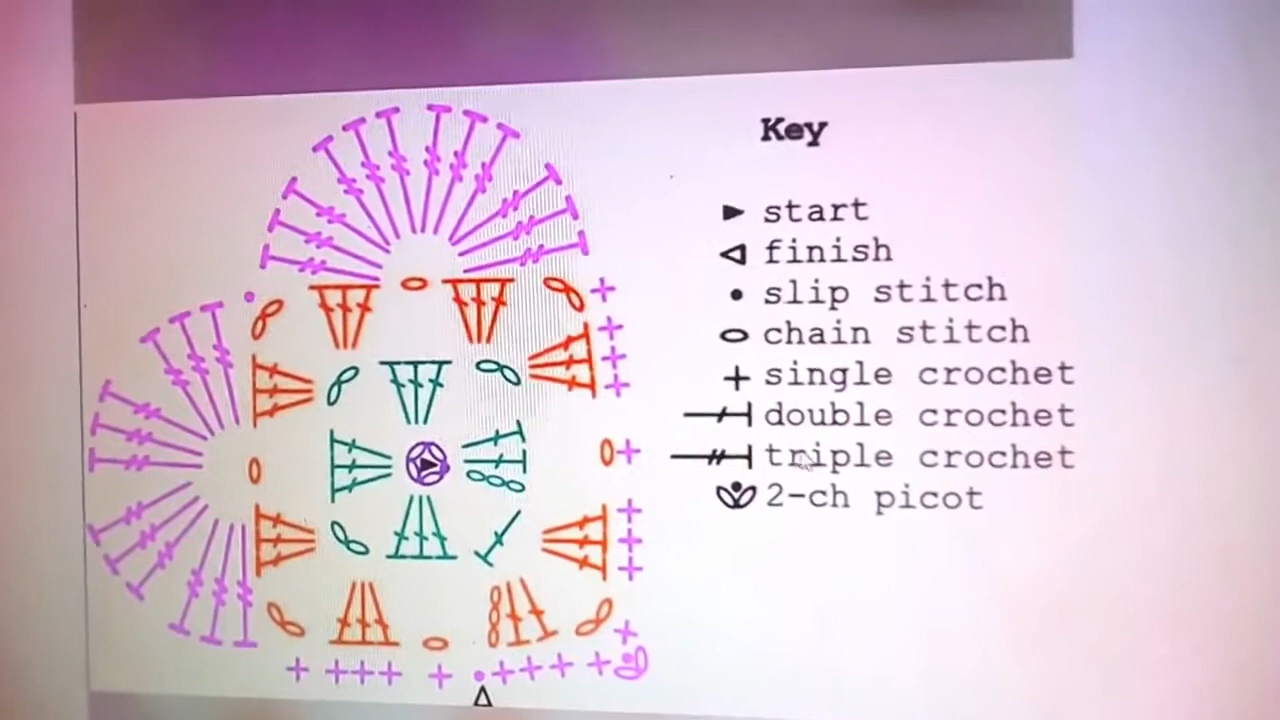 Key
start
finish
slip stitch
chain stitch
single crochet
double crochet
triple crochet
2-ch picot